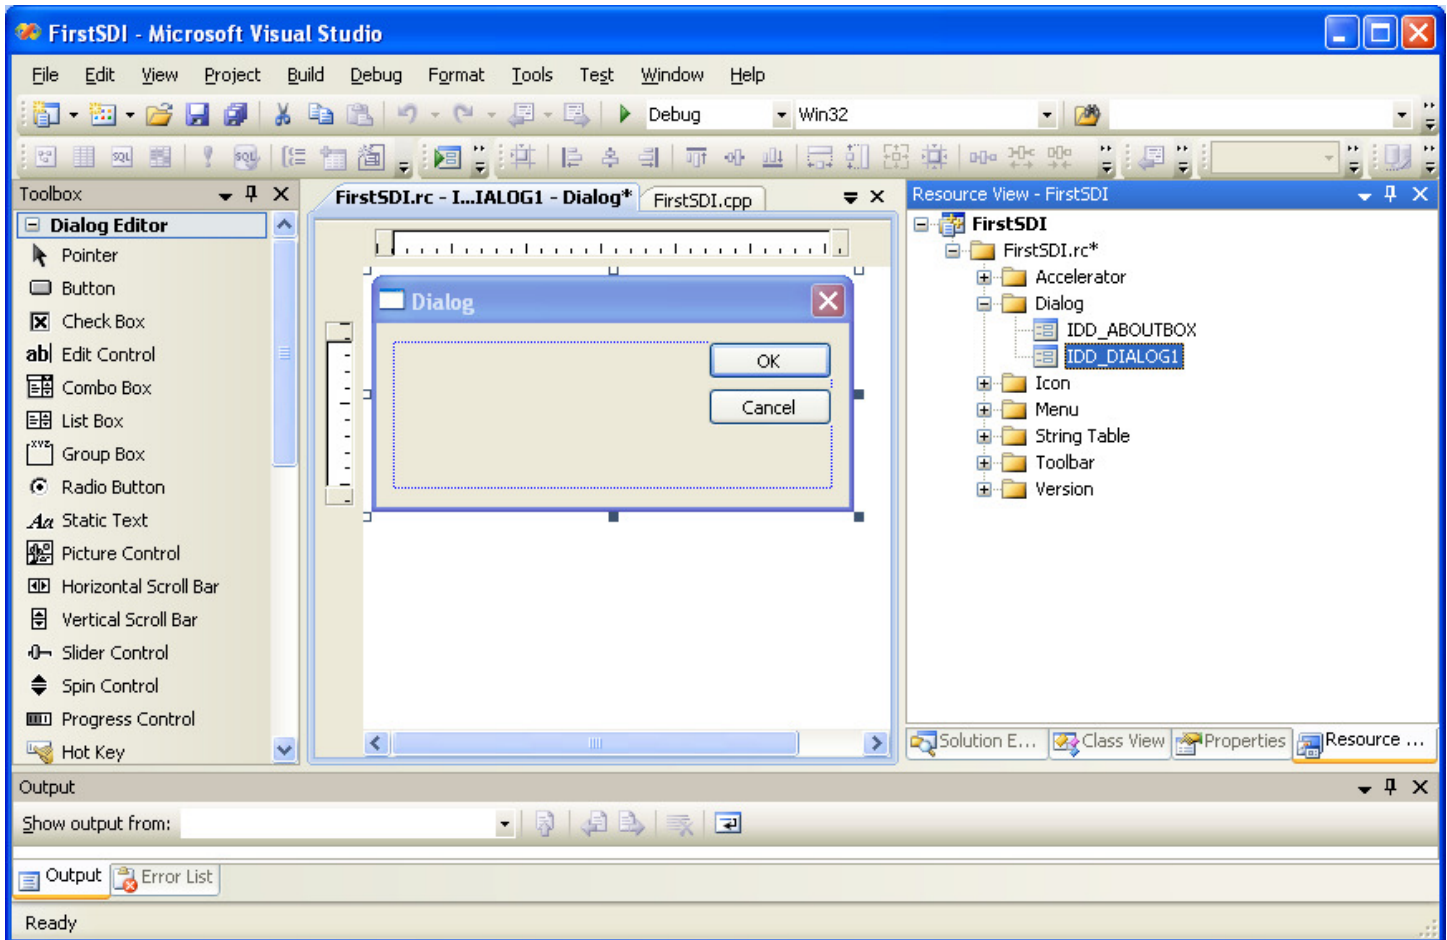 FirstSDI - Microsoft Visual Studio
File Edit View Project Build Debug Format Tools Test Window Help
Debug Win32
Toolbox
Dialog Editor
Pointer
Button
Check Box
Edit Control
Combo Box
List Box
Group Box
Radio Button
Static Text
Picture Control
Horizontal Scroll Bar
Vertical Scroll Bar
Slider Control
Spin Control
Progress Control
Hot Key
FirstSDI.rc - I...IALOG1 - Dialog* FirstSDI.cpp
Dialog
OK
Cancel
Resource View - FirstSDI
FirstSDI
FirstSDI.rc*
Accelerator
Dialog
IDD_ABOUTBOX
IDD_DIALOG1
Icon
Menu
String Table
Toolbar
Version
Solution E... Class View Properties Resource ...
Output
Show output from:
Output Error List
Ready